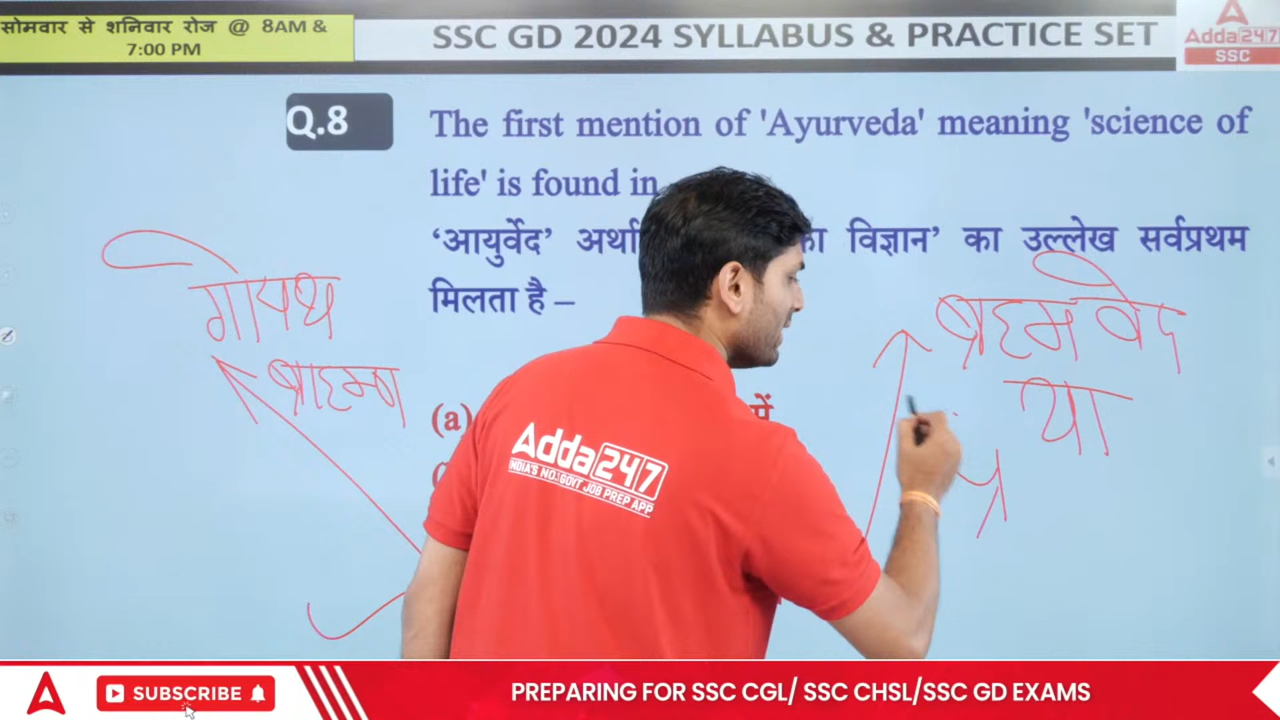 सोमवार से शनिवार रोज @ 8AM &
7:00 PM
SSC GD 2024 SYLLABUS & PRACTICE SET
Adda247
SSC
Q.8
The first mention of 'Ayurveda' meaning 'science of
life' is found in
‘आयुर्वेद’ विज्ञान’ का उल्लेख सर्वप्रथम
मिलता है –
गोपथ
ब्राह्मण
ब्रह्मवेद
या
(a)
में
Adda247
INDIA'S NO.1 GOVT JOB PREP APP
SUBSCRIBE
PREPARING FOR SSC CGL/ SSC CHSL/SSC GD EXAMS